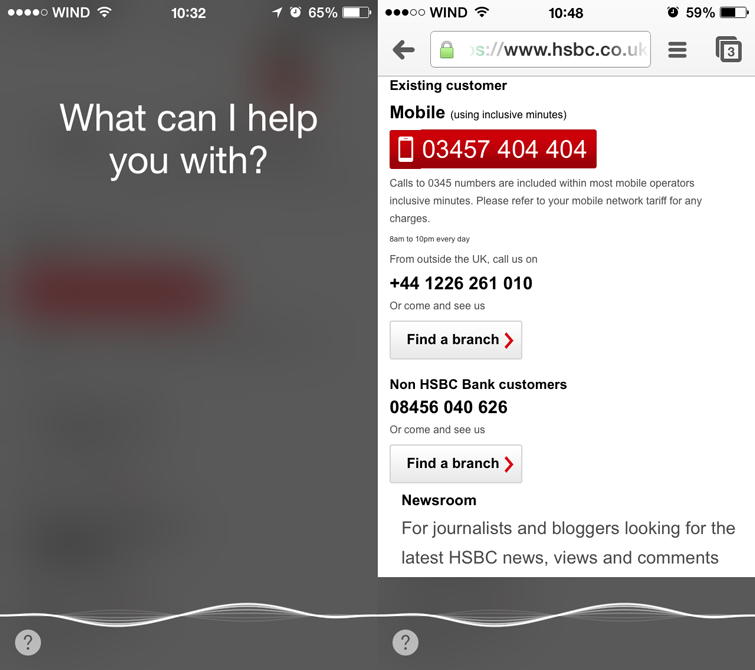 WIND 10:32 65%
What can I help
you with?
?
WIND 10:48 59%
s://www.hsbc.co.uk
3
Existing customer
Mobile (using inclusive minutes)
03457 404 404
Calls to 0345 numbers are included within most mobile operators
inclusive minutes. Please refer to your mobile network tariff for any
charges.
8am to 10pm every day
From outside the UK, call us on
+44 1226 261 010
Or come and see us
Find a branch
Non HSBC Bank customers
08456 040 626
Or come and see us
Find a branch
Newsroom
For journalists and bloggers looking for the
latest HSBC news, views and comments
?